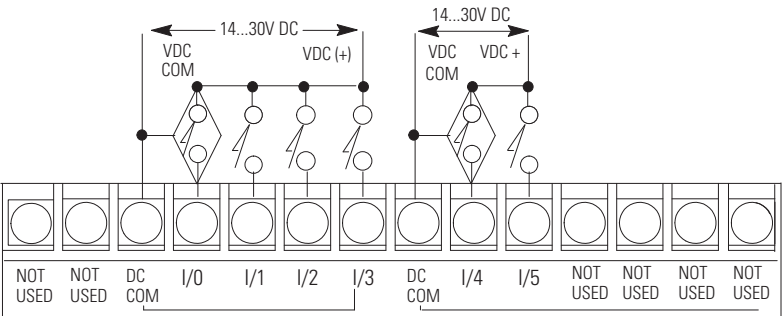 14...30V DC
14...30V DC
VDC
COM
VDC (+)
VDC
COM
VDC +
NOT
USED
NOT
USED
DC
COM
I/0
I/1
I/2
I/3
DC
COM
I/4
I/5
NOT
USED
NOT
USED
NOT
USED
NOT
USED